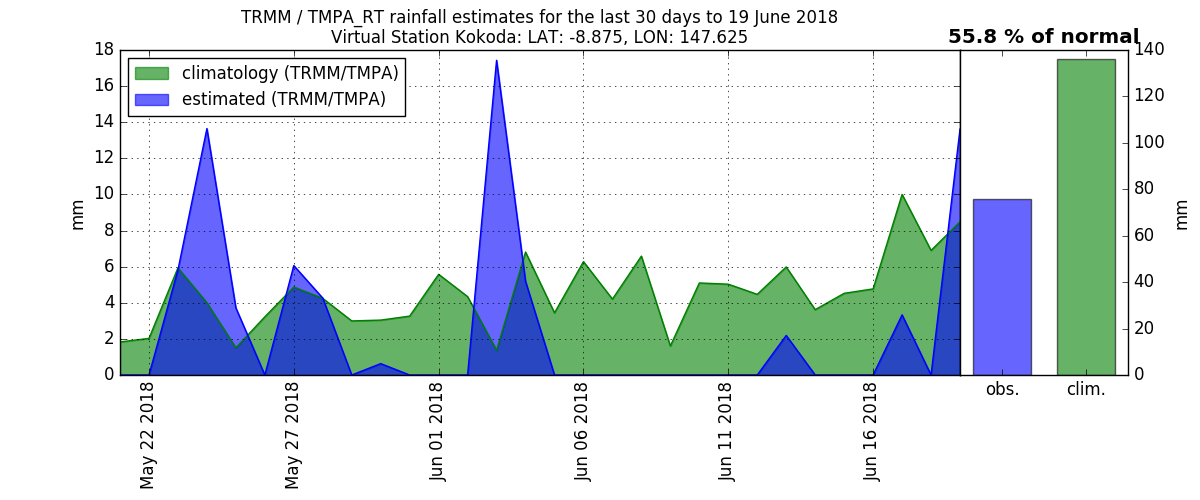 TRMM / TMPA_RT rainfall estimates for the last 30 days to 19 June 2018
Virtual Station Kokoda: LAT: -8.875, LON: 147.625
55.8 % of normal
climatology (TRMM/TMPA)
estimated (TRMM/TMPA)
18
16
14
12
10
8
6
4
2
0
mm
May 22 2018
May 27 2018
Jun 01 2018
Jun 06 2018
Jun 11 2018
Jun 16 2018
obs.
clim.
140
120
100
80
60
40
20
0
mm